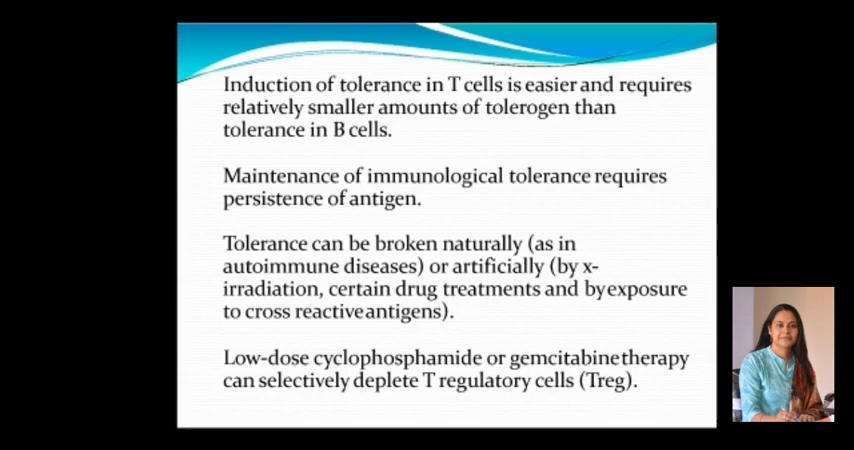 Induction of tolerance in T cells is easier and requires
relatively smaller amounts of tolerogen than
tolerance in B cells.
Maintenance of immunological tolerance requires
persistence of antigen.
Tolerance can be broken naturally (as in
autoimmune diseases) or artificially (by x-
irradiation, certain drug treatments and by exposure
to cross reactive antigens).
Low-dose cyclophosphamide or gemcitabine therapy
can selectively deplete T regulatory cells (Treg).